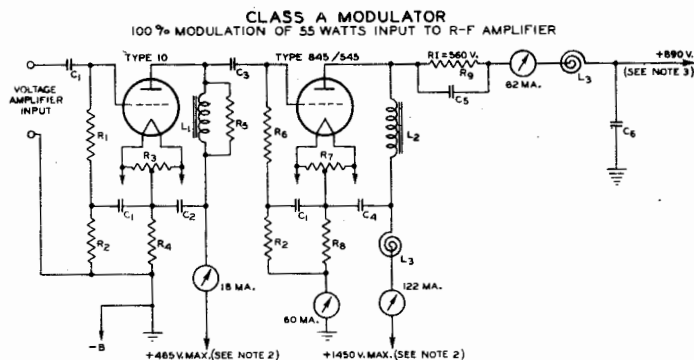 CLASS A MODULATOR
100% MODULATION OF 55 WATTS INPUT TO R-F AMPLIFIER
C1
TYPE 10
C3
TYPE 845/545
RI=560 V.
R9
+890 V.
(SEE NOTE 3)
VOLTAGE
AMPLIFIER
INPUT
C5
62 MA.
L3
R1
R3
L1
R5
R6
R7
L2
C6
C1
C2
C1
C4
R2
R4
R2
R8
L3
18 MA.
60 MA.
122 MA.
-B
+465 V. MAX. (SEE NOTE 2)
+1450 V. MAX. (SEE NOTE 2)